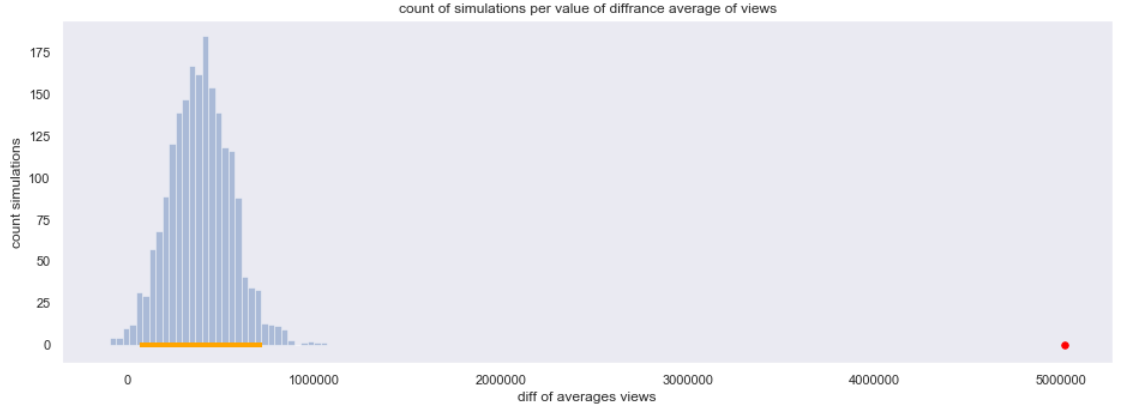 count of simulations per value of diffrance average of views
175
150
125
100
75
50
25
0
count simulations
0 1000000 2000000 3000000 4000000 5000000
diff of averages views